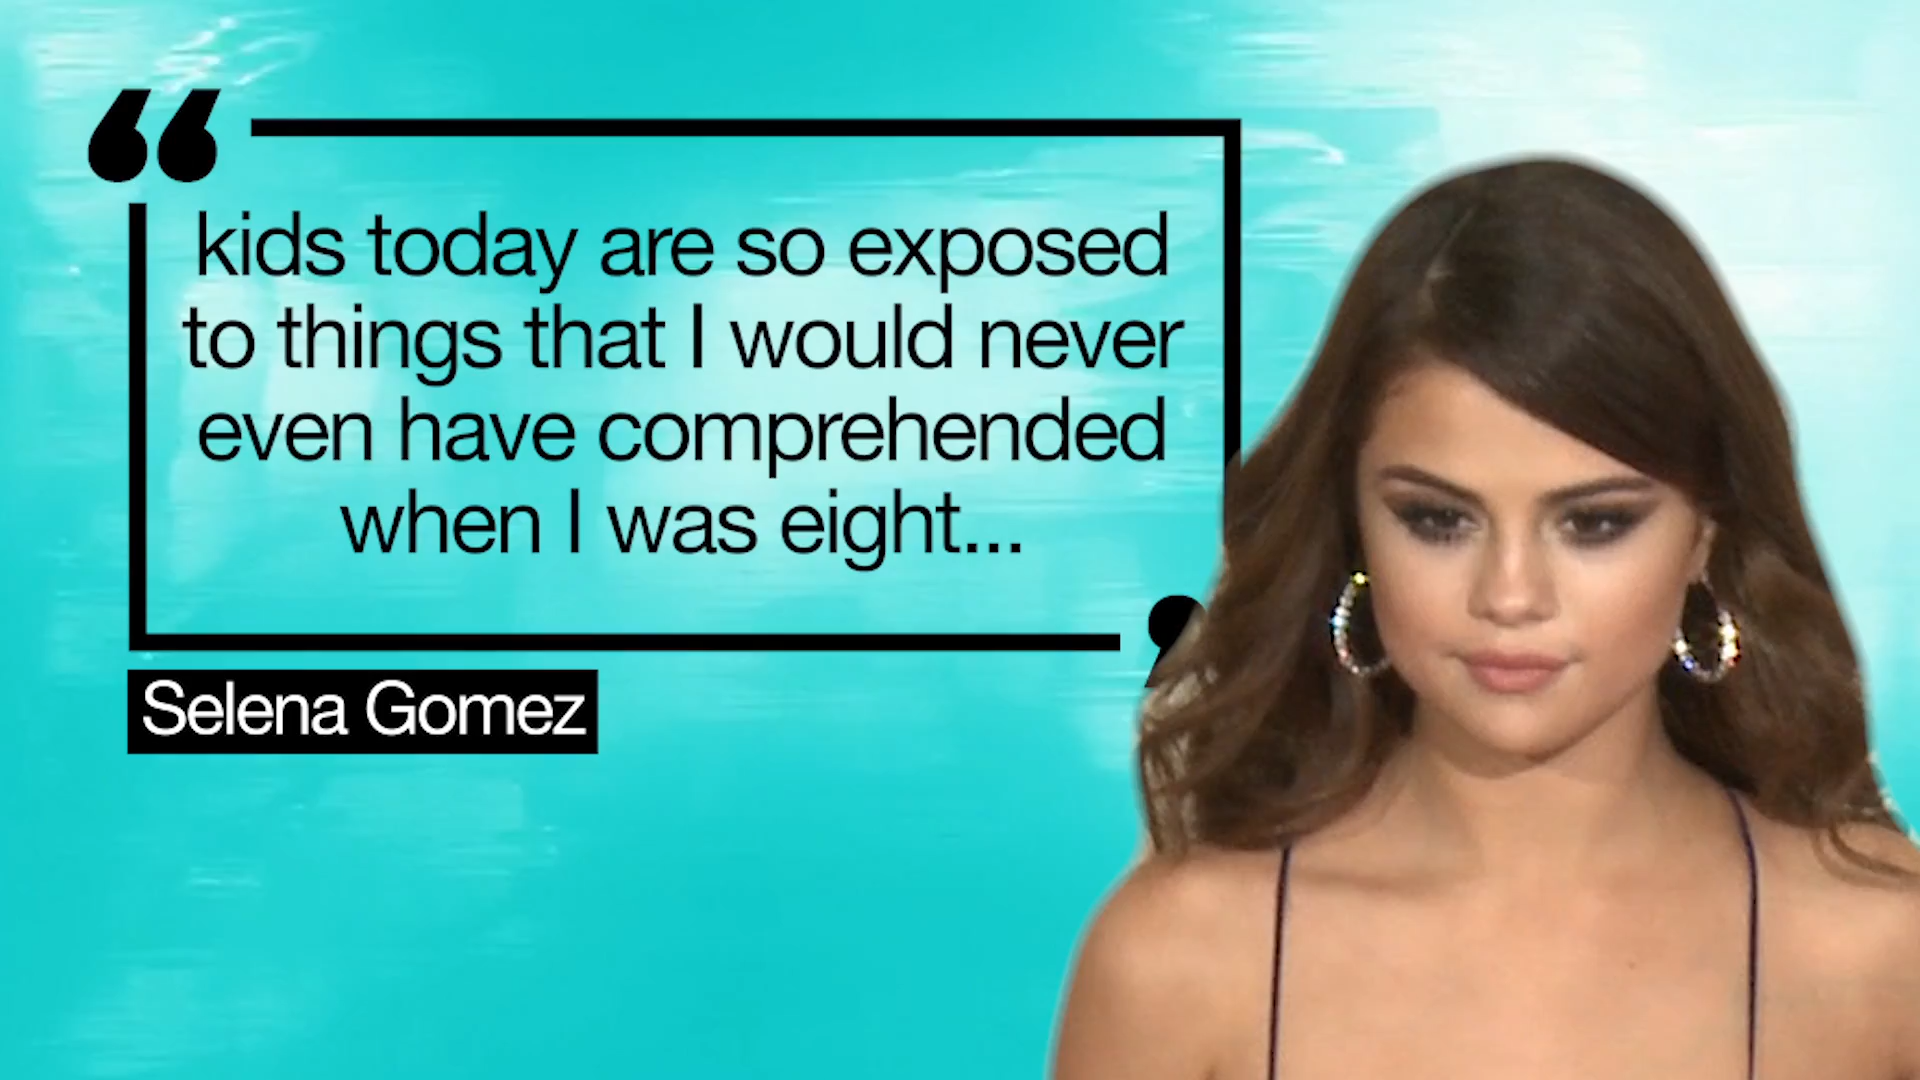 “
kids today are so exposed
to things that I would never
even have comprehended
when I was eight...
Selena Gomez